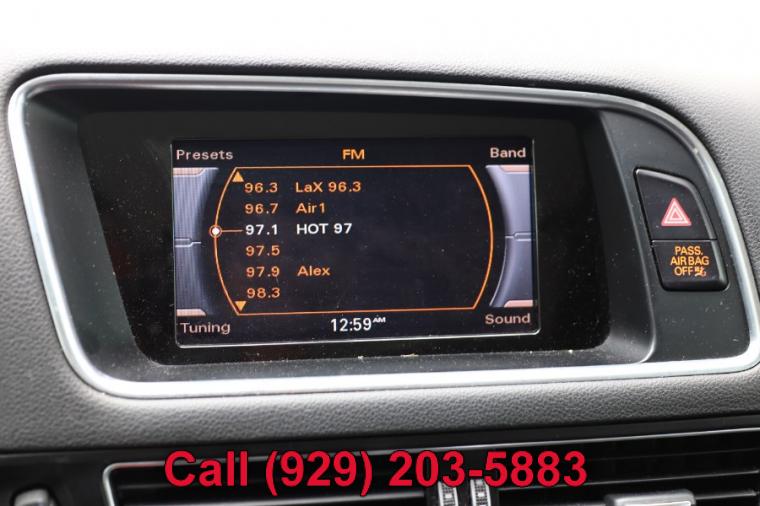 Presets FM Band
96.3 LaX 96.3
96.7 Air1
97.1 HOT 97
97.5
97.9 Alex
98.3
Tuning 12:59AM Sound
PASS.
AIR BAG
OFF
Call (929) 203-5883